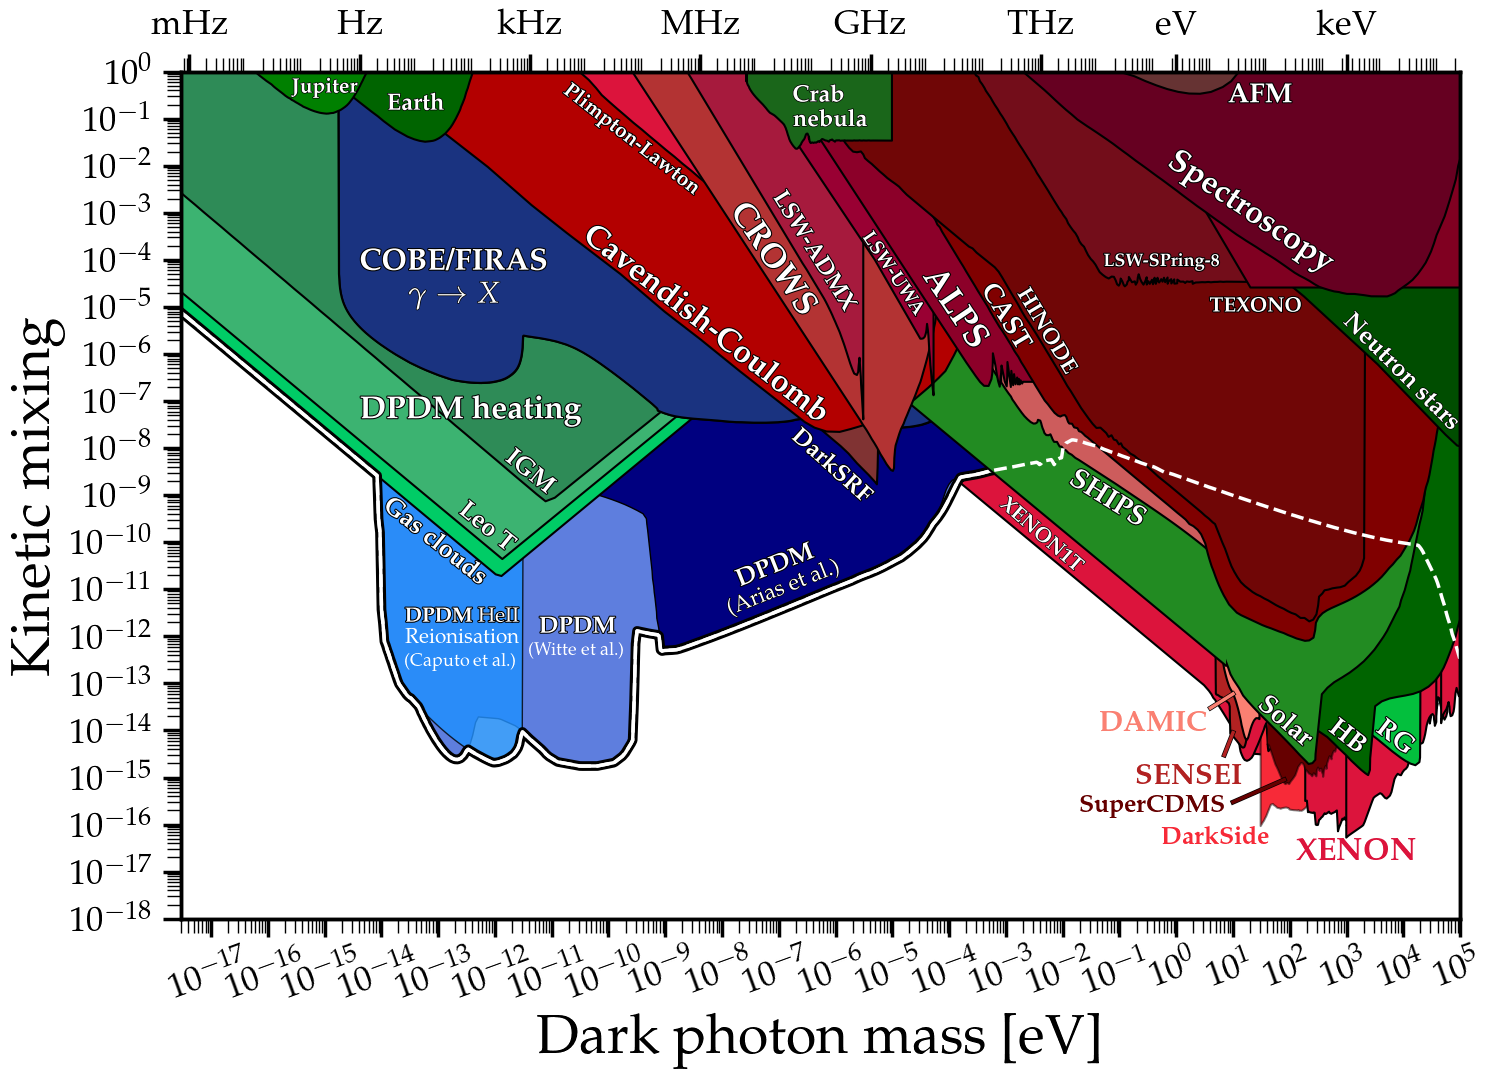 mHz Hz kHz MHz GHz THz eV keV
10^0
10^−1
10^−2
10^−3
10^−4
10^−5
10^−6
10^−7
10^−8
10^−9
10^−10
10^−11
10^−12
10^−13
10^−14
10^−15
10^−16
10^−17
10^−18
Kinetic mixing
Jupiter
Earth
Plimpton-Lawton
Crab
nebula
AFM
Spectroscopy
COBE/FIRAS
γ → X
Cavendish-Coulomb
CROWS
LSW-ADMX
LSW-UWA
ALPS
CAST
HINODE
LSW-SPring-8
TEXONO
Neutron stars
DPDM heating
IGM
Leo T
Gas clouds
DarkSRF
SHIPS
XENON1T
DPDM
(Arias et al.)
DPDM HeII
Reionisation
(Caputo et al.)
DPDM
(Witte et al.)
DAMIC
Solar
HB
RG
SENSEI
SuperCDMS
DarkSide
XENON
10^−17 10^−16 10^−15 10^−14 10^−13 10^−12 10^−11 10^−10 10^−9 10^−8 10^−7 10^−6 10^−5 10^−4 10^−3 10^−2 10^−1 10^0 10^1 10^2 10^3 10^4 10^5
Dark photon mass [eV]